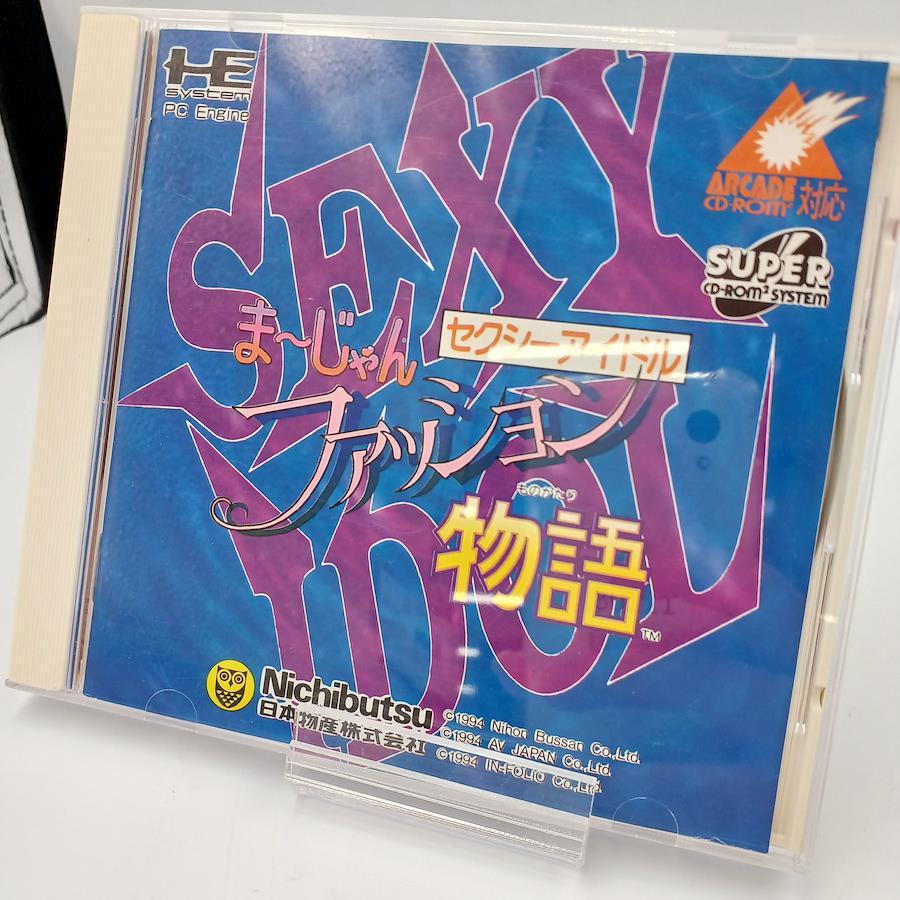 HE
system
PC Engine
SEXY
IDOL
ARCADE
CD-ROM² 対応
SUPER
CD-ROM² SYSTEM
セクシーアイドル
ま〜じゃん
ファッション
ものがたり
物語
TM
Nichibutsu
日本物産株式会社
©1994 Nihon Bussan Co.,Ltd.
©1994 AV JAPAN Co.,Ltd.
©1994 IN-FOLIO Co.,Ltd.